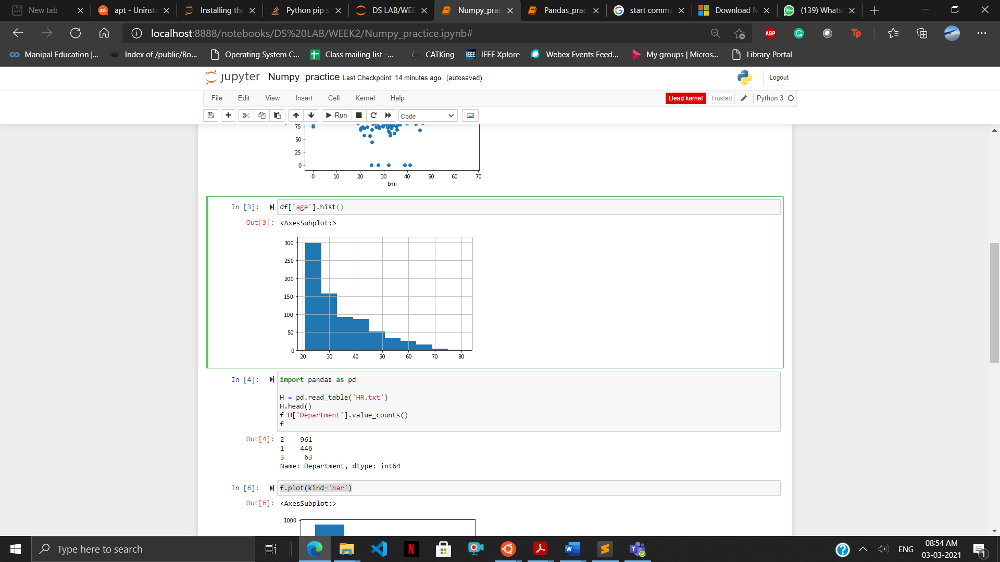 New tab
apt - Uninsta
Installing the
Python pip s
DS LAB/WEE
Numpy_prac
Pandas_prac
start comma
Download M
(139) Whats
localhost:8888/notebooks/DS%20LAB/WEEK2/Numpy_practice.ipynb#
Manipal Education |...
Index of /public/Bo...
Operating System C...
Class mailing list -...
CATKing
IEEE Xplore
Webex Events Feed...
My groups | Micros...
Library Portal
jupyter Numpy_practice Last Checkpoint: 14 minutes ago (autosaved)
Logout
File Edit View Insert Cell Kernel Help
Dead kernel Trusted Python 3
Run Code
75
50
25
0
0 10 20 30 40 50 60 70
bmi
In [3]: df['age'].hist()
Out[3]: <AxesSubplot:>
300
250
200
150
100
50
0
20 30 40 50 60 70 80
In [4]: import pandas as pd
H = pd.read_table('HR.txt')
H.head()
f=H['Department'].value_counts()
f
Out[4]: 2 961
1 446
3 63
Name: Department, dtype: int64
In [6]: f.plot(kind='bar')
Out[6]: <AxesSubplot:>
1000
Type here to search
ENG
08:54 AM
03-03-2021
1